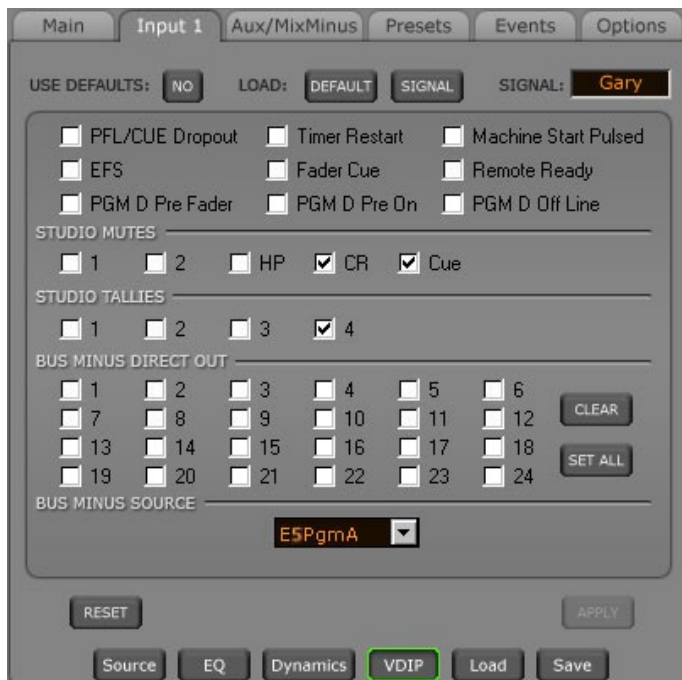 Main Input 1 Aux/MixMinus Presets Events Options
USE DEFAULTS: NO LOAD: DEFAULT SIGNAL SIGNAL: Gary
PFL/CUE Dropout Timer Restart Machine Start Pulsed
EFS Fader Cue Remote Ready
PGM D Pre Fader PGM D Pre On PGM D Off Line
STUDIO MUTES
1 2 HP CR Cue
STUDIO TALLIES
1 2 3 4
BUS MINUS DIRECT OUT
1 2 3 4 5 6
7 8 9 10 11 12
CLEAR
13 14 15 16 17 18
19 20 21 22 23 24
SET ALL
BUS MINUS SOURCE
E5PgmA
RESET APPLY
Source EQ Dynamics VDIP Load Save